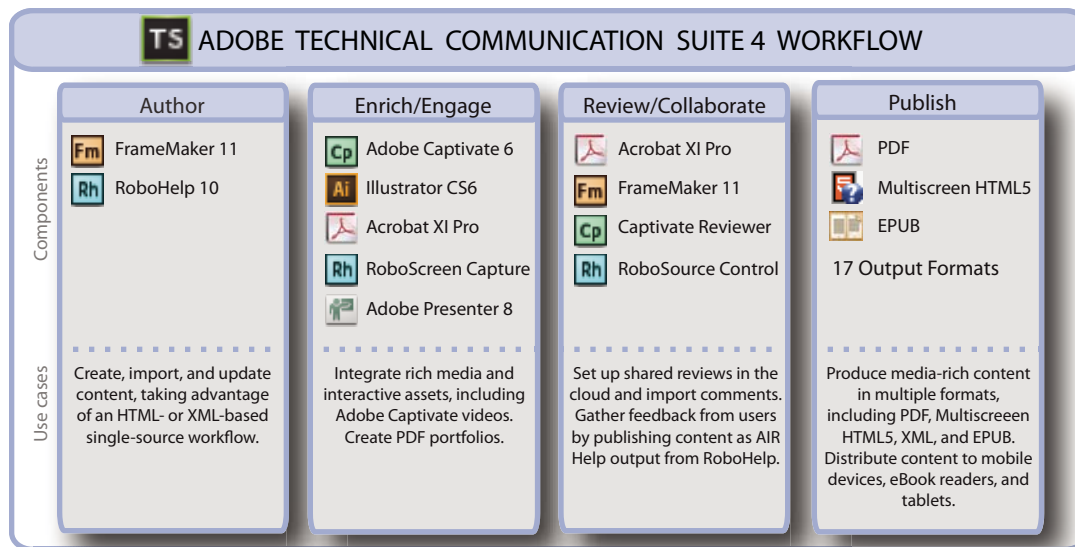 TS ADOBE TECHNICAL COMMUNICATION SUITE 4 WORKFLOW
Components
Use cases
Author
Fm FrameMaker 11
Rh RoboHelp 10
Create, import, and update
content, taking advantage
of an HTML- or XML-based
single-source workflow.
Enrich/Engage
Cp Adobe Captivate 6
Ai Illustrator CS6
Acrobat XI Pro
Rh RoboScreen Capture
Adobe Presenter 8
Integrate rich media and
interactive assets, including
Adobe Captivate videos.
Create PDF portfolios.
Review/Collaborate
Acrobat XI Pro
Fm FrameMaker 11
Cp Captivate Reviewer
Rh RoboSource Control
Set up shared reviews in the
cloud and import comments.
Gather feedback from users
by publishing content as AIR
Help output from RoboHelp.
Publish
PDF
? Multiscreen HTML5
EPUB
17 Output Formats
Produce media-rich content
in multiple formats,
including PDF, Multiscreeen
HTML5, XML, and EPUB.
Distribute content to mobile
devices, eBook readers, and
tablets.